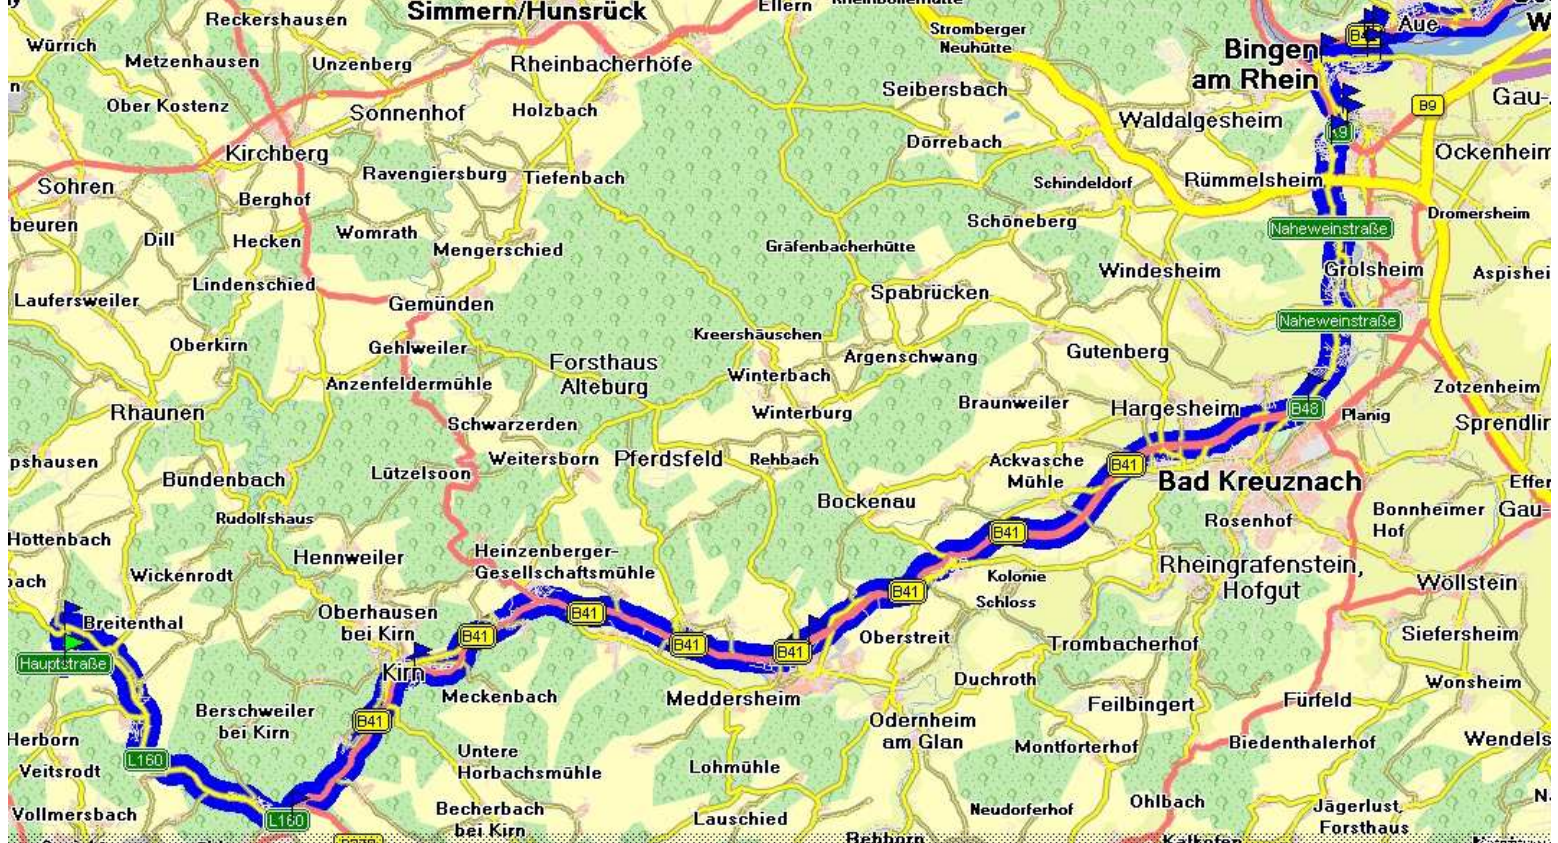 Simmern/Hunsrück
Ellern
Reckershausen
Würrich
Metzenhausen
Unzenberg
Rheinbacherhöfe
Stromberger
Neuhütte
Bingen
am Rhein
Aue
Ober Kostenz
Sonnenhof
Holzbach
Seibersbach
Waldalgesheim
B9
Gau-
Kirchberg
Dörrebach
Ockenheim
Sohren
Ravengiersburg
Tiefenbach
Schindeldorf
Rümmelsheim
Berghof
Dromersheim
beuren
Dill
Hecken
Womrath
Mengerschied
Gräfenbacherhütte
Schöneberg
Naheweinstraße
Lindenschied
Windesheim
Grolsheim
Aspishei
Laufersweiler
Gemünden
Spabrücken
Naheweinstraße
Oberkirn
Gehlweiler
Forsthaus
Alteburg
Kreershäuschen
Argenschwang
Gutenberg
Anzenfeldermühle
Winterbach
Zotzenheim
Rhaunen
Schwarzerden
Winterburg
Braunweiler
Hargesheim
B48
Planig
Sprendlin
pshausen
Bundenbach
Lützelsoon
Weitersborn
Pferdsfeld
Rehbach
Ackvasche
Mühle
B41
Bad Kreuznach
Effer
Rudolfshaus
Bockenau
Rosenhof
Bonnheimer
Hof
Gau-
Hottenbach
Hennweiler
Heinzenberger-
Gesellschaftsmühle
B41
Kolonie
Rheingrafenstein,
Hofgut
Wöllstein
bach
Wickenrodt
Oberhausen
bei Kirn
B41
B41
Schloss
Breitenthal
B41
B41
B41
Oberstreit
Trombacherhof
Siefersheim
Hauptstraße
Kirn
Meckenbach
Meddersheim
Duchroth
Feilbingert
Fürfeld
Wonsheim
Berschweiler
bei Kirn
B41
Odernheim
am Glan
Montforterhof
Biedenthalerhof
Wendels
Herborn
L160
Veitsrodt
Untere
Horbachsmühle
Lohmühle
Vollmersbach
L160
Becherbach
bei Kirn
Lauschied
Neudorferhof
Ohlbach
Jägerlust,
Forsthaus
Rehborn
Kalkofen